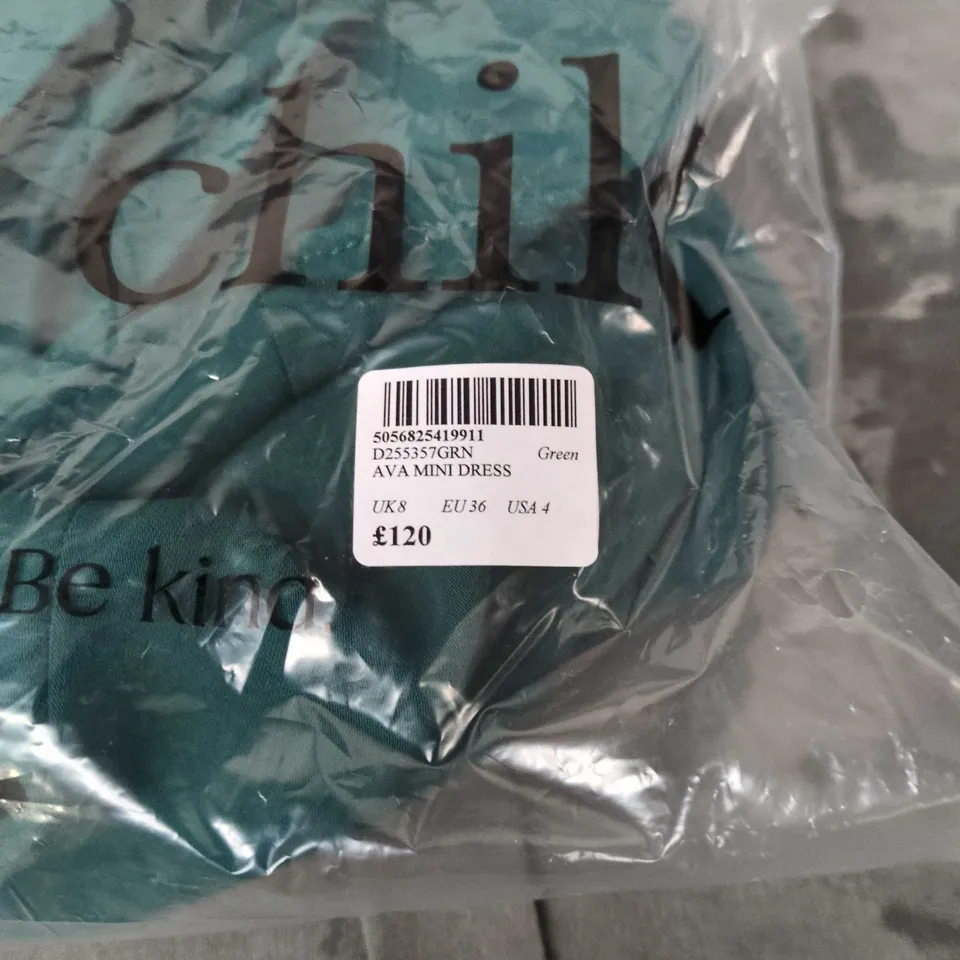 chil
5056825419911
D255357GRN Green
AVA MINI DRESS
UK 8 EU 36 USA 4
£120
Be kind